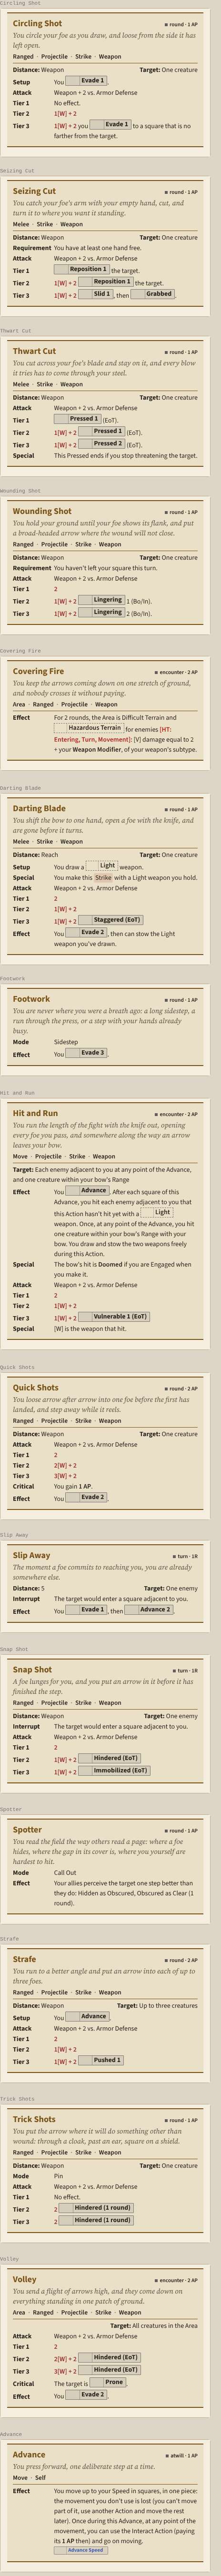 Circling Shot
Circling Shot
■ round · 1 AP
You circle your foe as you draw, and loose from the side it has
left open.
Ranged · Projectile · Strike · Weapon
Distance: Weapon Target: One creature
Setup You Evade 1.
Attack Weapon + 2 vs. Armor Defense
Tier 1 No effect.
Tier 2 1[W] + 2
Tier 3 1[W] + 2 you Evade 1 to a square that is no
farther from the target.
Seizing Cut
Seizing Cut
■ round · 1 AP
You catch your foe's arm with your empty hand, cut, and
turn it to where you want it standing.
Melee · Strike · Weapon
Distance: Weapon Target: One creature
Requirement You have at least one hand free.
Attack Weapon + 2 vs. Armor Defense
Tier 1 Reposition 1 the target.
Tier 2 1[W] + 2 Reposition 1 the target.
Tier 3 1[W] + 2 Slid 1, then Grabbed.
Thwart Cut
Thwart Cut
■ round · 1 AP
You cut across your foe's blade and stay on it, and every blow
it tries has to come through your steel.
Melee · Strike · Weapon
Distance: Weapon Target: One creature
Attack Weapon + 2 vs. Armor Defense
Tier 1 Pressed 1 (EoT).
Tier 2 1[W] + 2 Pressed 1 (EoT).
Tier 3 1[W] + 2 Pressed 2 (EoT).
Special This Pressed ends if you stop threatening the target.
Wounding Shot
Wounding Shot
■ round · 1 AP
You hold your ground until your foe shows its flank, and put
a broad-headed arrow where the wound will not close.
Ranged · Projectile · Strike · Weapon
Distance: Weapon Target: One creature
Requirement You haven't left your square this turn.
Attack Weapon + 2 vs. Armor Defense
Tier 1 2
Tier 2 1[W] + 2 Lingering 1 (Bo/In).
Tier 3 1[W] + 2 Lingering 2 (Bo/In).
Covering Fire
Covering Fire
■ encounter · 2 AP
You keep the arrows coming down on one stretch of ground,
and nobody crosses it without paying.
Area · Ranged · Projectile · Weapon
Effect For 2 rounds, the Area is Difficult Terrain and
Hazardous Terrain for enemies [HT:
Entering, Turn, Movement]: [V] damage equal to 2
+ your Weapon Modifier, of your weapon's subtype.
Darting Blade
Darting Blade
■ round · 1 AP
You shift the bow to one hand, open a foe with the knife, and
are gone before it turns.
Melee · Strike · Weapon
Distance: Reach Target: One creature
Setup You draw a Light weapon.
Special You make this Strike with a Light weapon you hold.
Attack Weapon + 2 vs. Armor Defense
Tier 1 2
Tier 2 1[W] + 2
Tier 3 1[W] + 2 Staggered (EoT)
Effect You Evade 2, then can stow the Light
weapon you've drawn.
Footwork
Footwork
■ round · 1 AP
You are never where you were a breath ago: a long sidestep, a
run through the press, or a step with your hands already
busy.
Mode Sidestep
Effect You Evade 3.
Hit and Run
Hit and Run
■ encounter · 2 AP
You run the length of the fight with the knife out, opening
every foe you pass, and somewhere along the way an arrow
leaves your bow.
Move · Projectile · Strike · Weapon
Target: Each enemy adjacent to you at any point of the Advance,
and one creature within your bow's Range
Effect You Advance. After each square of this
Advance, you hit each enemy adjacent to you that
this Action hasn't hit yet with a Light
weapon. Once, at any point of the Advance, you hit
one creature within your bow's Range with your
bow. You draw and stow the two weapons freely
during this Action.
Special The bow's hit is Doomed if you are Engaged when
you make it.
Attack Weapon + 2 vs. Armor Defense
Tier 1 2
Tier 2 1[W] + 2
Tier 3 1[W] + 2 Vulnerable 1 (EoT)
Special [W] is the weapon that hit.
Quick Shots
Quick Shots
■ round · 2 AP
You loose arrow after arrow into one foe before the first has
landed, and step away while it reels.
Ranged · Projectile · Strike · Weapon
Distance: Weapon Target: One creature
Attack Weapon + 2 vs. Armor Defense
Tier 1 2
Tier 2 2[W] + 2
Tier 3 3[W] + 2
Critical You gain 1 AP.
Effect You Evade 2.
Slip Away
Slip Away
■ turn · 1R
The moment a foe commits to reaching you, you are already
somewhere else.
Distance: 5 Target: One enemy
Interrupt The target would enter a square adjacent to you.
Effect You Evade 2, then Advance 2.
Snap Shot
Snap Shot
■ turn · 1R
A foe lunges for you, and you put an arrow in it before it has
finished the step.
Ranged · Projectile · Strike · Weapon
Distance: Weapon Target: One enemy
Interrupt The target would enter a square adjacent to you.
Attack Weapon + 2 vs. Armor Defense
Tier 1 2
Tier 2 1[W] + 2 Hindered (EoT)
Tier 3 1[W] + 2 Immobilized (EoT)
Spotter
Spotter
■ round · 1 AP
You read the field the way others read a page: where a foe
hides, where the gap in its cover is, where yourself are
hardest to hit.
Mode Call Out
Effect Your allies perceive the target one step better than
they do: Hidden as Obscured, Obscured as Clear (1
round).
Strafe
Strafe
■ round · 2 AP
You run to a better angle and put an arrow into each of up to
three foes.
Ranged · Projectile · Strike · Weapon
Distance: Weapon Target: Up to three creatures
Setup You Advance.
Attack Weapon + 2 vs. Armor Defense
Tier 1 2
Tier 2 1[W] + 2
Tier 3 1[W] + 2 Pushed 1
Trick Shots
Trick Shots
■ round · 1 AP
You put the arrow where it will do something other than
wound: through a cloak, past an ear, square on a shield.
Ranged · Projectile · Strike · Weapon
Distance: Weapon Target: One creature
Mode Pin
Attack Weapon + 2 vs. Armor Defense
Tier 1 No effect.
Tier 2 2 Hindered (1 round)
Tier 3 2 Hindered (1 round)
Volley
Volley
■ encounter · 2 AP
You send a flight of arrows high, and they come down on
everything standing in one patch of ground.
Area · Ranged · Projectile · Strike · Weapon
Target: All creatures in the Area
Attack Weapon + 2 vs. Armor Defense
Tier 1 2
Tier 2 2[W] + 2 Hindered (EoT)
Tier 3 3[W] + 2 Hindered (EoT)
Critical The target is Prone.
Effect You Evade 2.
Advance
Advance
■ atwill · 1 AP
You press forward, one deliberate step at a time.
Move · Self
Effect You move up to your Speed in squares, in one piece:
the movement you don't use is lost (you can't move
part of it, use another Action and move the rest
later). Once during this Advance, at any point of the
movement, you can use the Interact Action (paying
its 1 AP then) and go on moving.
Advance Speed